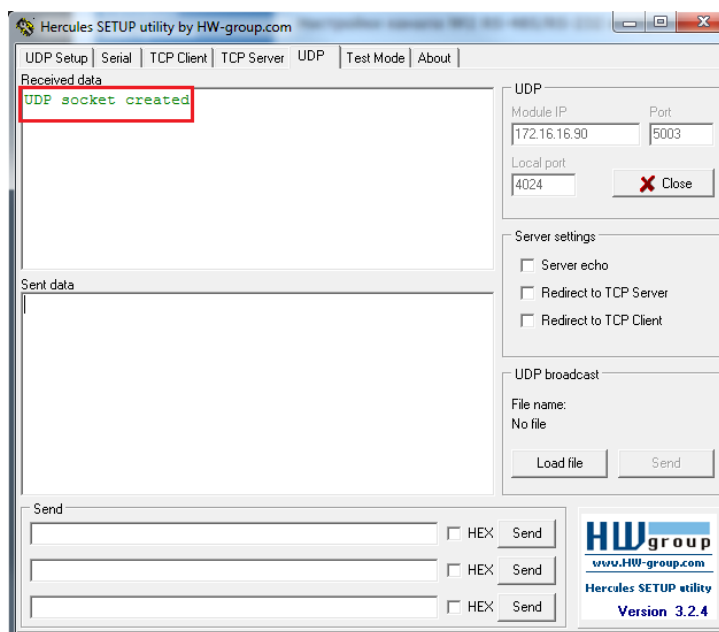 Hercules SETUP utility by HW-group.com
UDP Setup Serial TCP Client TCP Server UDP Test Mode About
Received data
UDP socket created
Sent data
UDP
Module IP Port
172.16.16.90 5003
Local port
4024 Close
Server settings
Server echo
Redirect to TCP Server
Redirect to TCP Client
UDP broadcast
File name:
No file
Load file Send
Send
HEX Send
HEX Send
HEX Send
HW group
www.HW-group.com
Hercules SETUP utility
Version 3.2.4